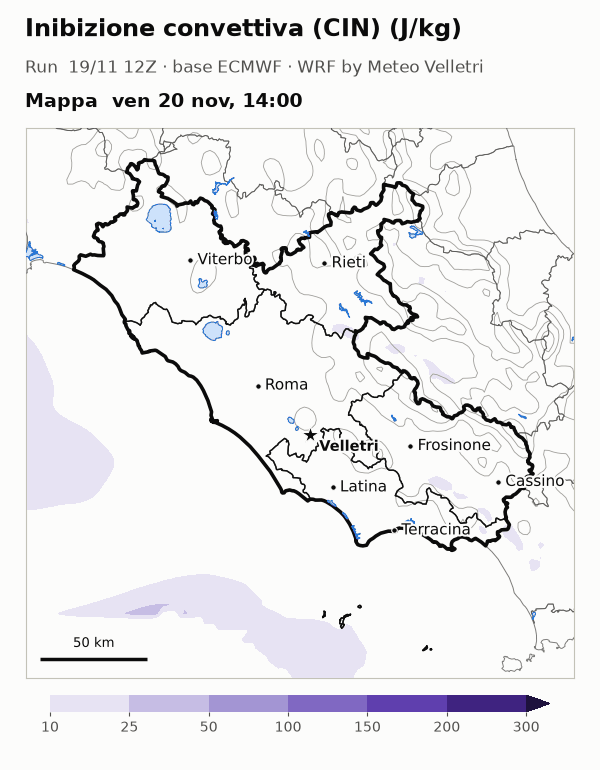 Inibizione convettiva (CIN) (J/kg)
Run  19/11 12Z · base ECMWF · WRF by Meteo Velletri
Mappa  ven 20 nov, 14:00
Viterbo
Rieti
Roma
Velletri
Frosinone
Cassino
Latina
Terracina
50 km
10 25 50 100 150 200 300